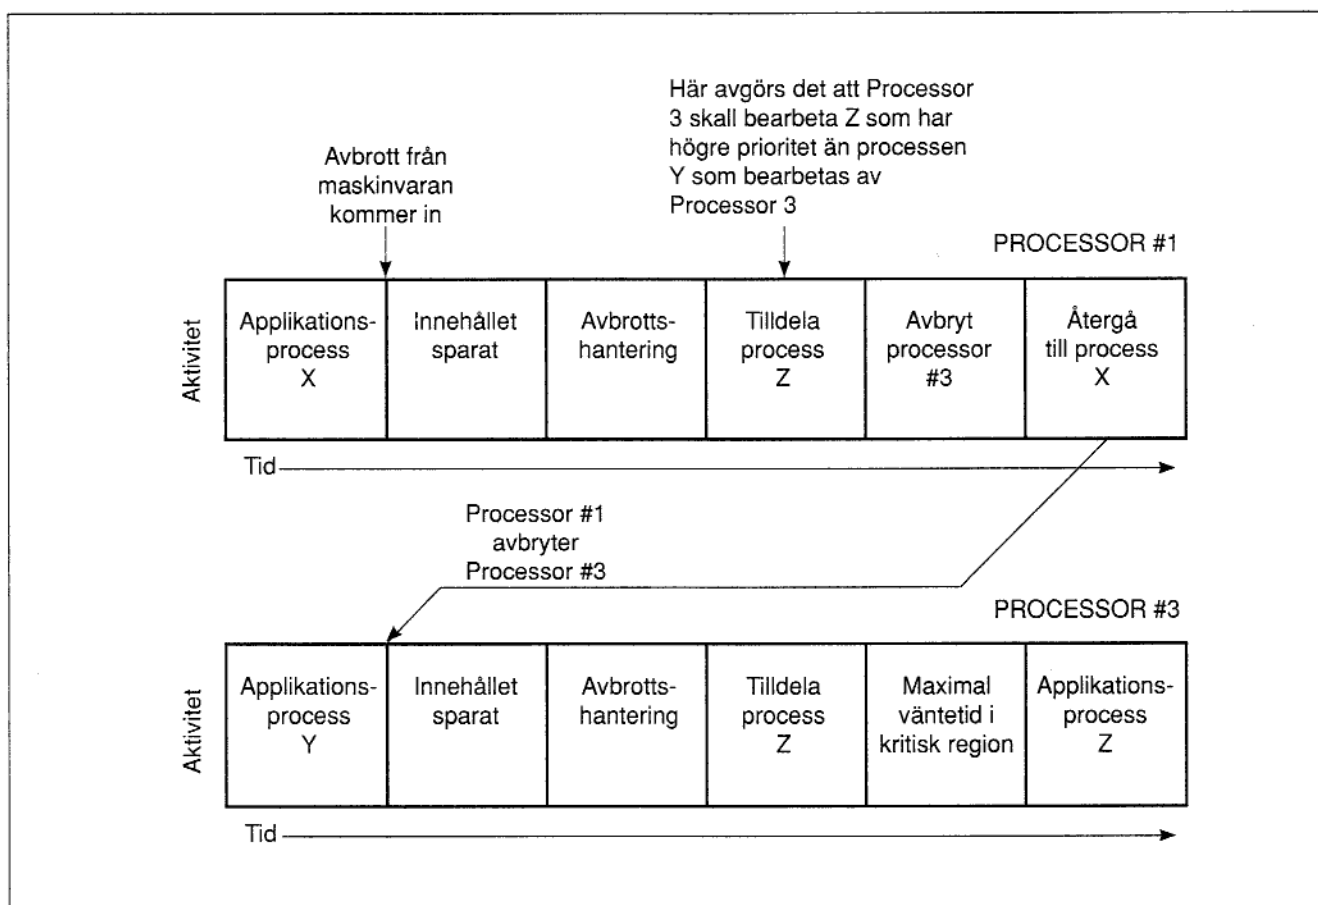 Här avgörs det att Processor
3 skall bearbeta Z som har
högre prioritet än processen
Y som bearbetas av
Processor 3
Avbrott från
maskinvaran
kommer in
PROCESSOR #1
Aktivitet
Applikations-
process
X
Innehållet
sparat
Avbrotts-
hantering
Tilldela
process
Z
Avbryt
processor
#3
Återgå
till process
X
Tid
Processor #1
avbryter
Processor #3
PROCESSOR #3
Aktivitet
Applikations-
process
Y
Innehållet
sparat
Avbrotts-
hantering
Tilldela
process
Z
Maximal
väntetid i
kritisk region
Applikations-
process
Z
Tid